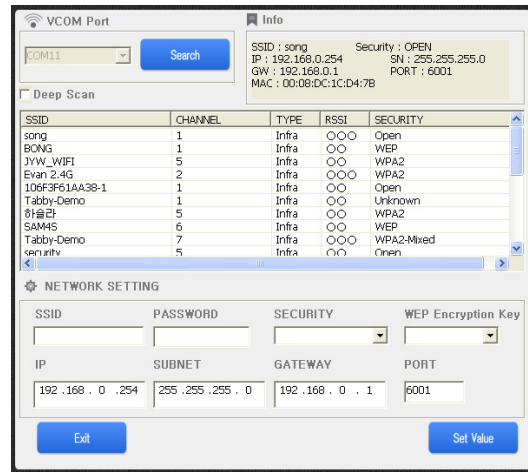 VCOM Port
Info
COM11
Search
SSID : song Security : OPEN
IP : 192.168.0.254 SN : 255.255.255.0
GW : 192.168.0.1 PORT : 6001
MAC : 00:08:DC:1C:D4:7B
Deep Scan
SSID CHANNEL TYPE RSSI SECURITY
song 1 Infra ○○○ Open
BONG 1 Infra ○○ WEP
JYW_WIFI 5 Infra ○○ WPA2
Evan 2.4G 2 Infra ○○○ WPA2
106F3F61AA38-1 1 Infra ○○ Open
Tabby-Demo 1 Infra ○○ Unknown
하슬라 5 Infra ○○ WPA2
SAM4S 6 Infra ○○ WEP
Tabby-Demo 7 Infra ○○○ WPA2-Mixed
security 5 Infra ○○ Open
NETWORK SETTING
SSID PASSWORD SECURITY WEP Encryption Key
IP SUBNET GATEWAY PORT
192 .168 . 0 .254 255 .255 .255 . 0 192 .168 . 0 . 1 6001
Exit Set Value